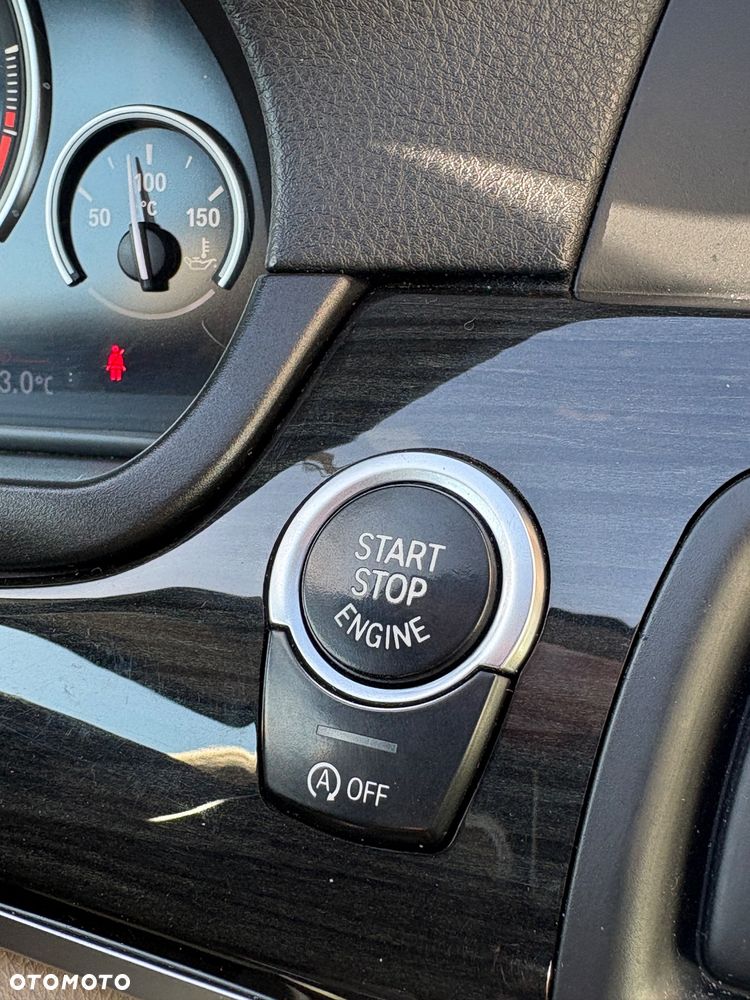 50
100
150
°C
3.0°C
START
STOP
ENGINE
A OFF
OTOMOTO